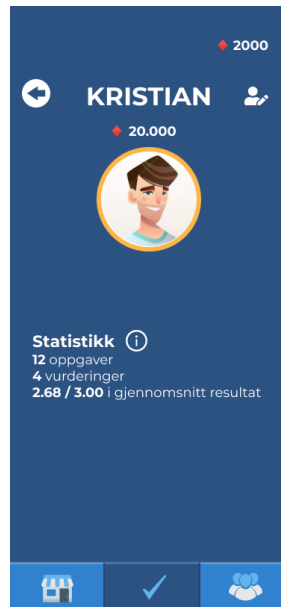 2000
KRISTIAN
20.000
Statistikk
12 oppgaver
4 vurderinger
2.68 / 3.00 i gjennomsnitt resultat